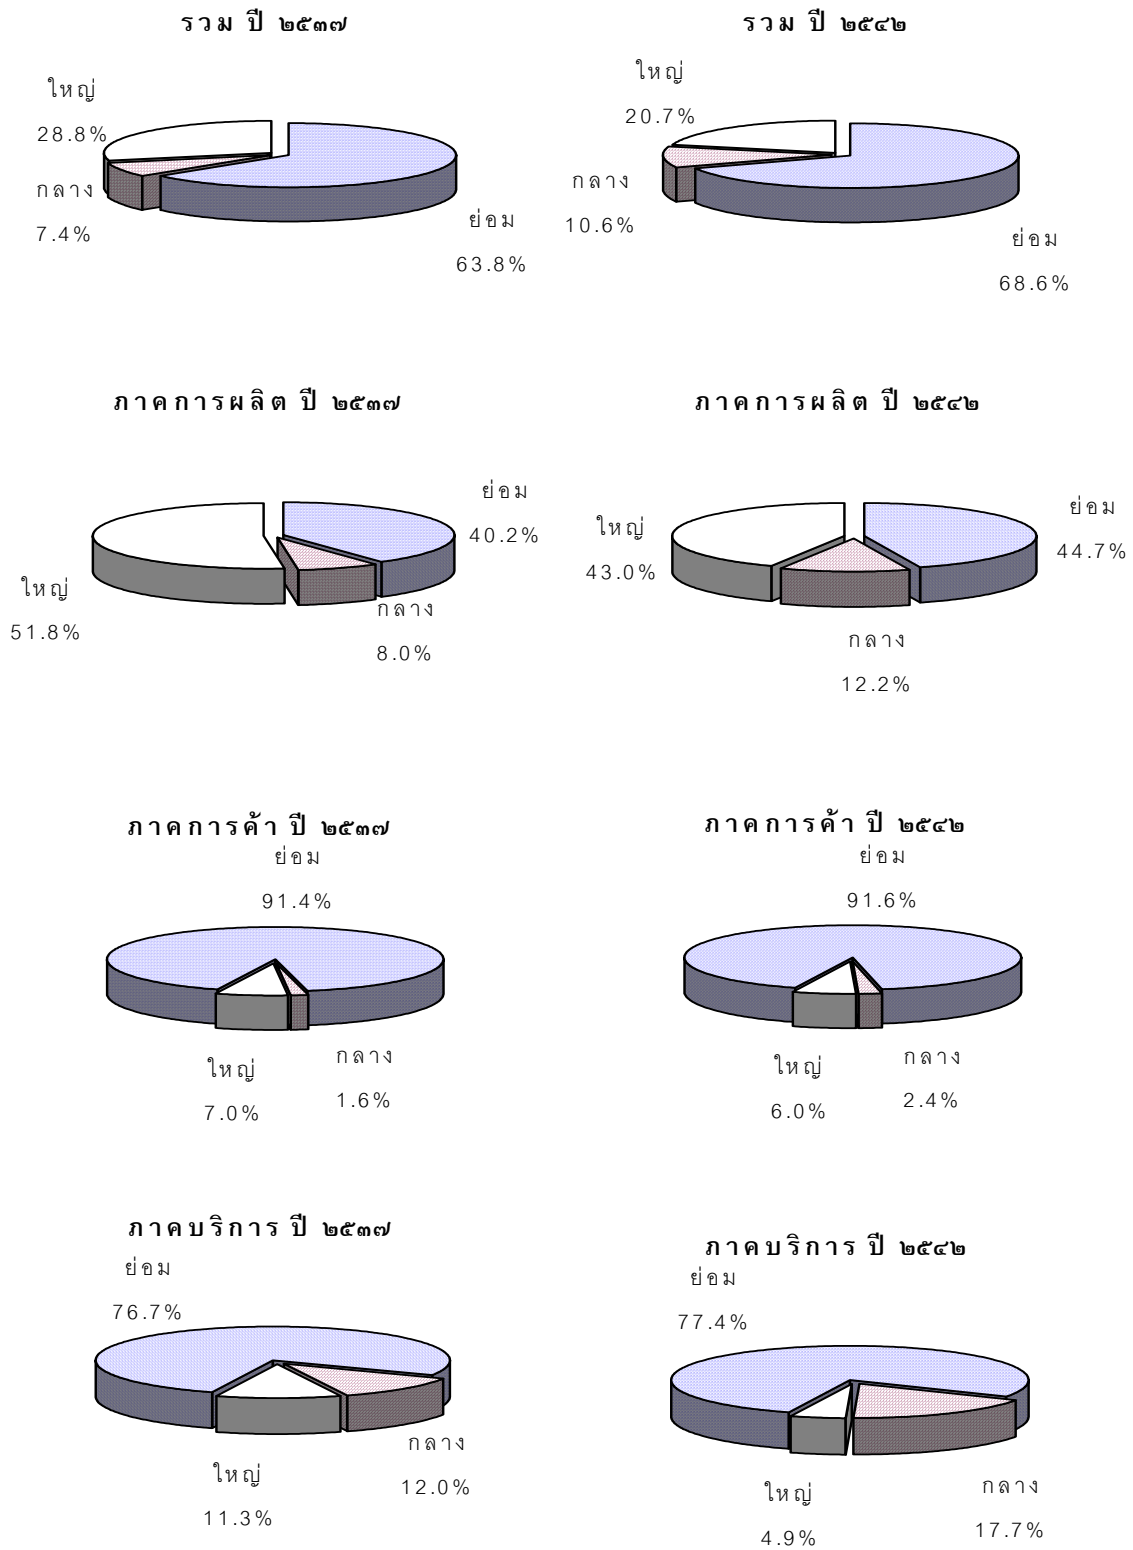 รวม ปี ๒๕๓๗
ใหญ่
28.8%
กลาง
7.4%
ย่อม
63.8%
รวม ปี ๒๕๔๒
ใหญ่
20.7%
กลาง
10.6%
ย่อม
68.6%
ภาคการผลิต ปี ๒๕๓๗
ย่อม
40.2%
ใหญ่
51.8%
กลาง
8.0%
ภาคการผลิต ปี ๒๕๔๒
ย่อม
44.7%
ใหญ่
43.0%
กลาง
12.2%
ภาคการค้า ปี ๒๕๓๗
ย่อม
91.4%
ใหญ่
7.0%
กลาง
1.6%
ภาคการค้า ปี ๒๕๔๒
ย่อม
91.6%
ใหญ่
6.0%
กลาง
2.4%
ภาคบริการ ปี ๒๕๓๗
ย่อม
76.7%
กลาง
12.0%
ใหญ่
11.3%
ภาคบริการ ปี ๒๕๔๒
ย่อม
77.4%
ใหญ่
4.9%
กลาง
17.7%